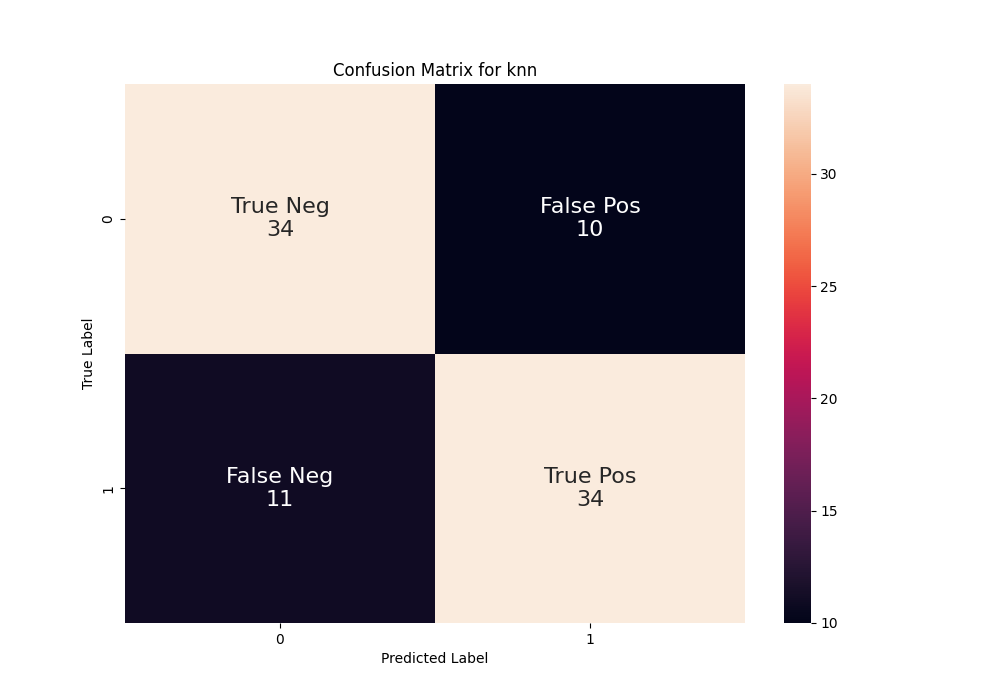 Confusion Matrix for knn
True Neg
34
False Pos
10
False Neg
11
True Pos
34
0
1
True Label
0
1
Predicted Label
30
25
20
15
10